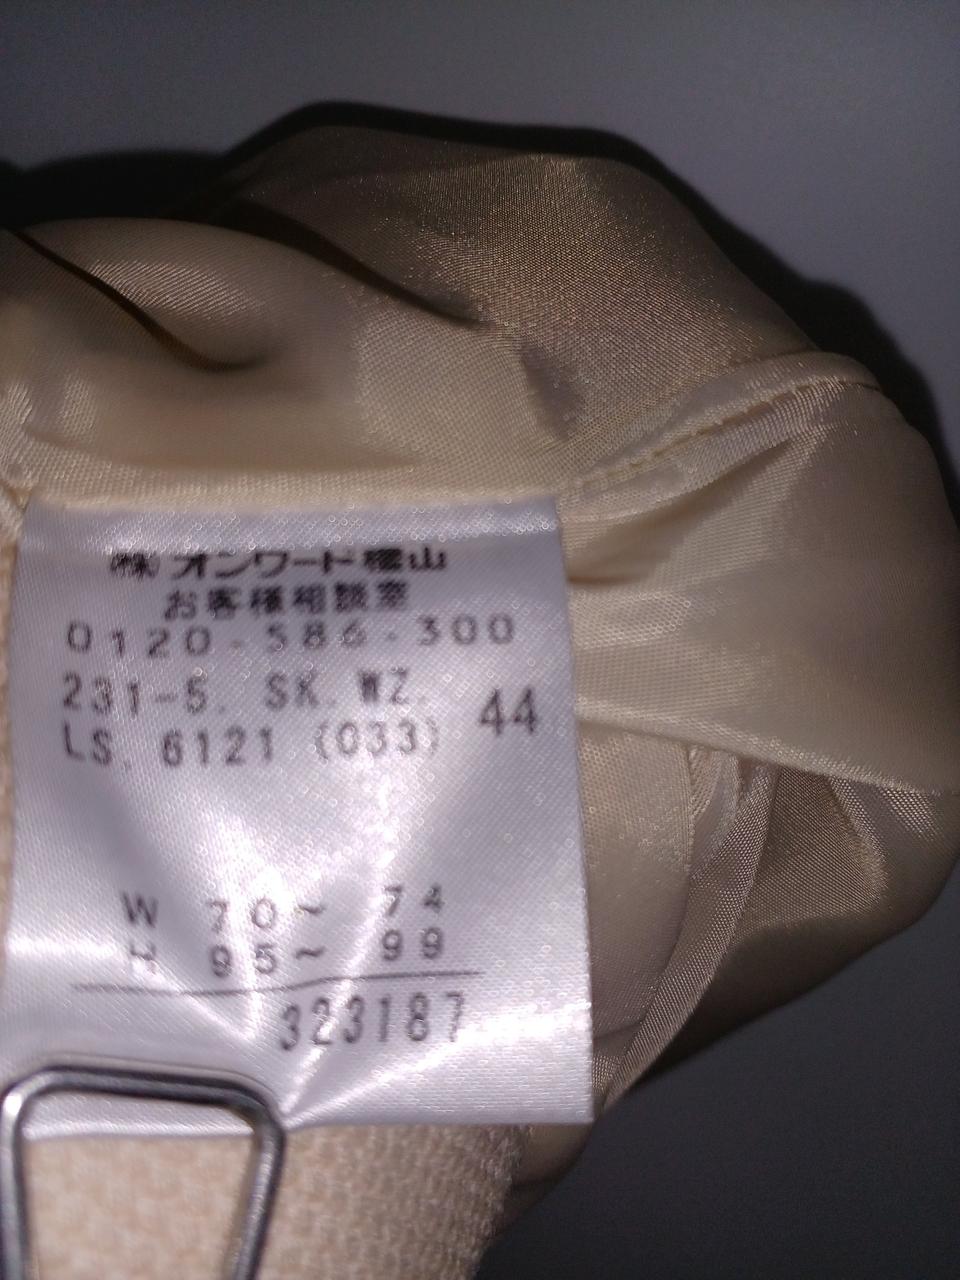 ㈱オンワード樫山
お客様相談室
0120-586-300
231-5. SK. WZ.
LS. 6121 (033) 44
W 70~ 74
H 95~ 99
323187